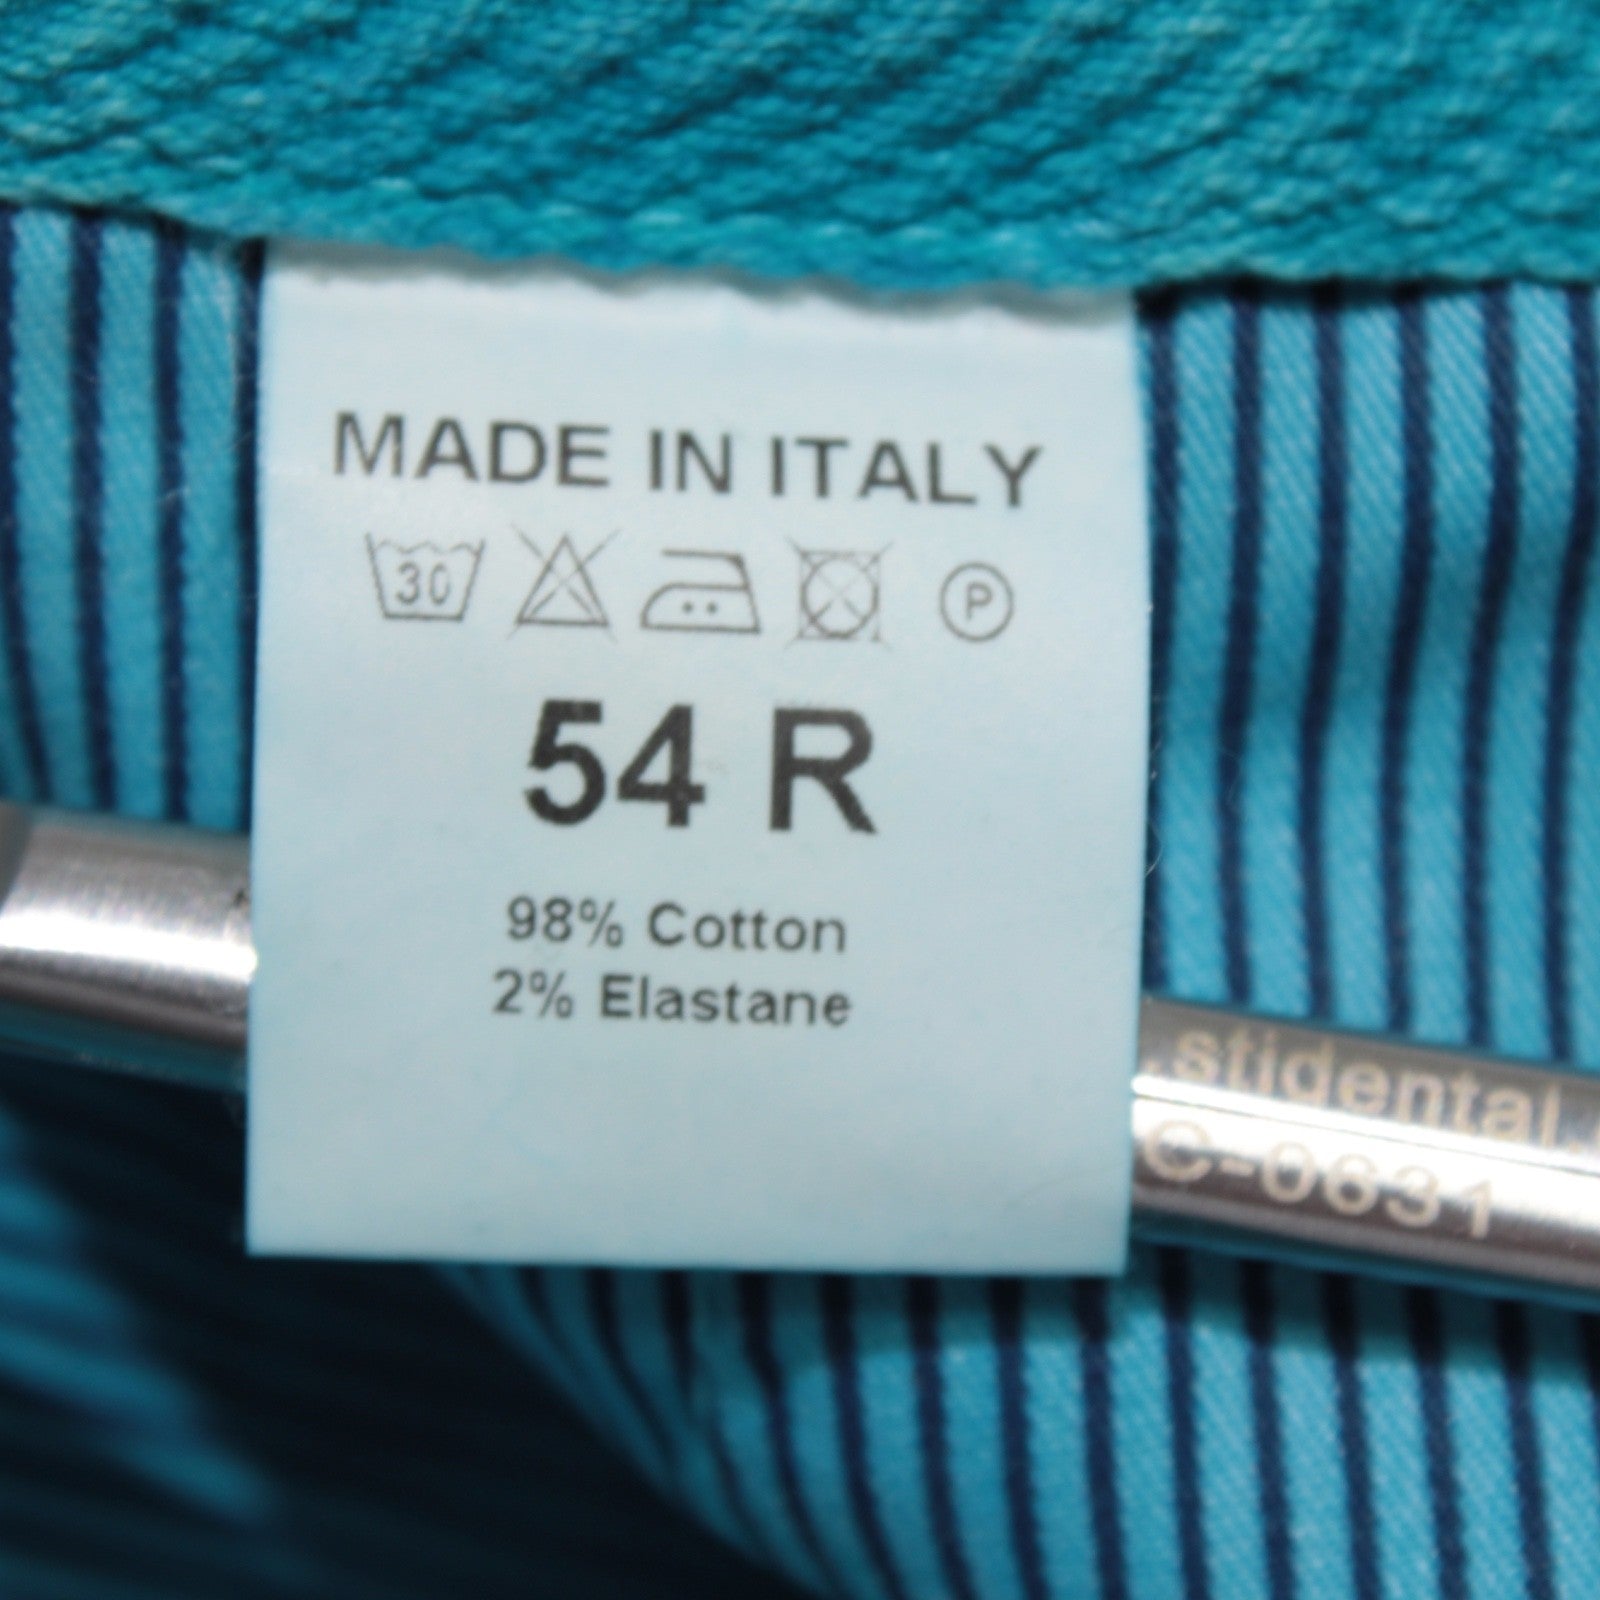 MADE IN ITALY
30
P
54 R
98% Cotton
2% Elastane
.stidental.
C-0631